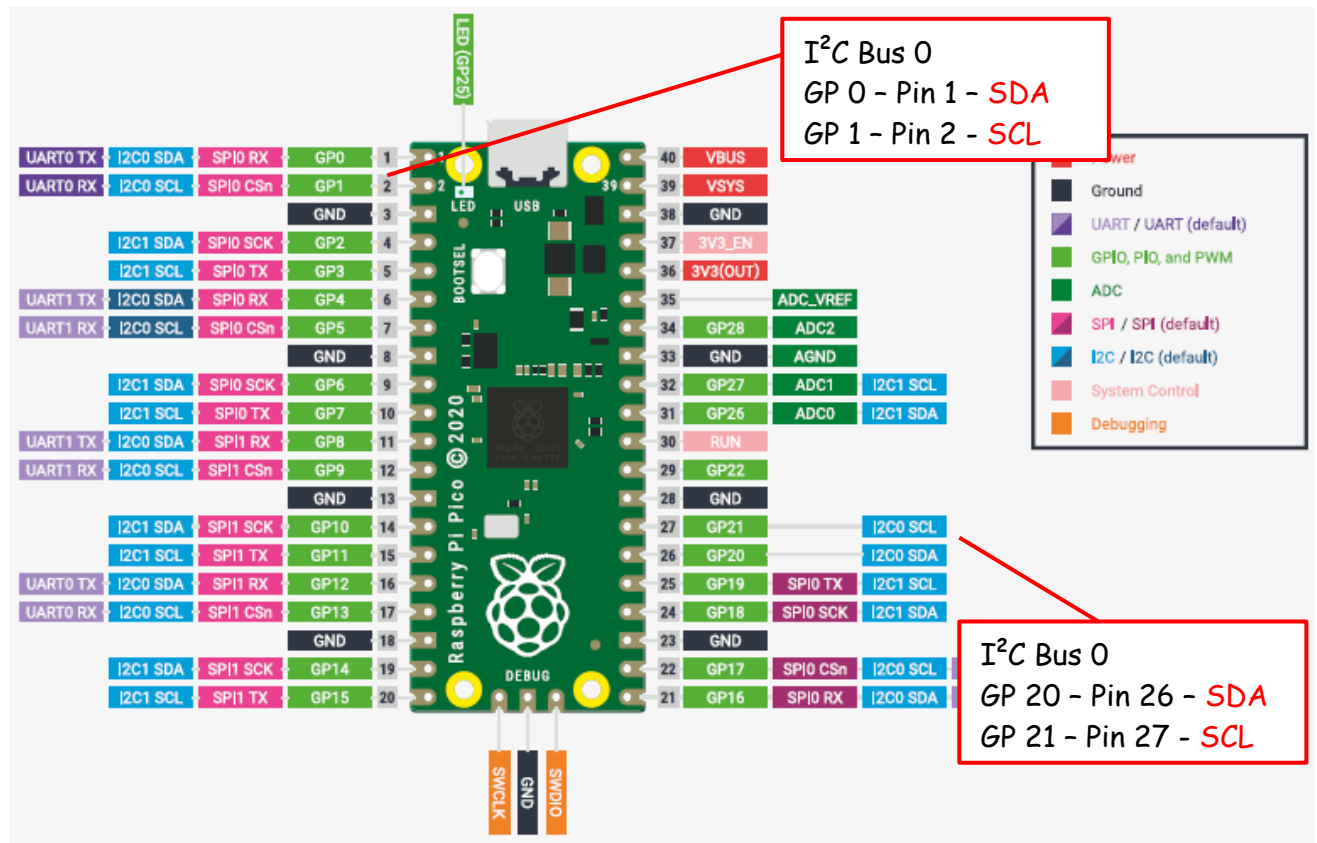 LED (GP25)
I²C Bus 0
GP 0 – Pin 1 – SDA
GP 1 – Pin 2 - SCL
UART0 TX I2C0 SDA SPI0 RX GP0 1 1 40 VBUS
UART0 RX I2C0 SCL SPI0 CSn GP1 2 2 39 39 VSYS
GND 3 LED USB 38 GND
I2C1 SDA SPI0 SCK GP2 4 37 3V3_EN
I2C1 SCL SPI0 TX GP3 5 BOOTSEL 36 3V3(OUT)
UART1 TX I2C0 SDA SPI0 RX GP4 6 35 ADC_VREF
UART1 RX I2C0 SCL SPI0 CSn GP5 7 34 GP28 ADC2
GND 8 33 GND AGND
I2C1 SDA SPI0 SCK GP6 9 32 GP27 ADC1 I2C1 SCL
I2C1 SCL SPI0 TX GP7 10 31 GP26 ADC0 I2C1 SDA
UART1 TX I2C0 SDA SPI1 RX GP8 11 30 RUN
UART1 RX I2C0 SCL SPI1 CSn GP9 12 29 GP22
GND 13 28 GND
I2C1 SDA SPI1 SCK GP10 14 27 GP21 I2C0 SCL
I2C1 SCL SPI1 TX GP11 15 26 GP20 I2C0 SDA
UART0 TX I2C0 SDA SPI1 RX GP12 16 25 GP19 SPI0 TX I2C1 SCL
UART0 RX I2C0 SCL SPI1 CSn GP13 17 24 GP18 SPI0 SCK I2C1 SDA
GND 18 23 GND
I2C1 SDA SPI1 SCK GP14 19 22 GP17 SPI0 CSn I2C0 SCL
I2C1 SCL SPI1 TX GP15 20 21 GP16 SPI0 RX I2C0 SDA
Raspberry Pi Pico © 2020
DEBUG
SWCLK
GND
SWDIO
Ground
UART / UART (default)
GPIO, PIO, and PWM
ADC
SPI / SPI (default)
I2C / I2C (default)
System Control
Debugging
I²C Bus 0
GP 20 – Pin 26 – SDA
GP 21 – Pin 27 - SCL